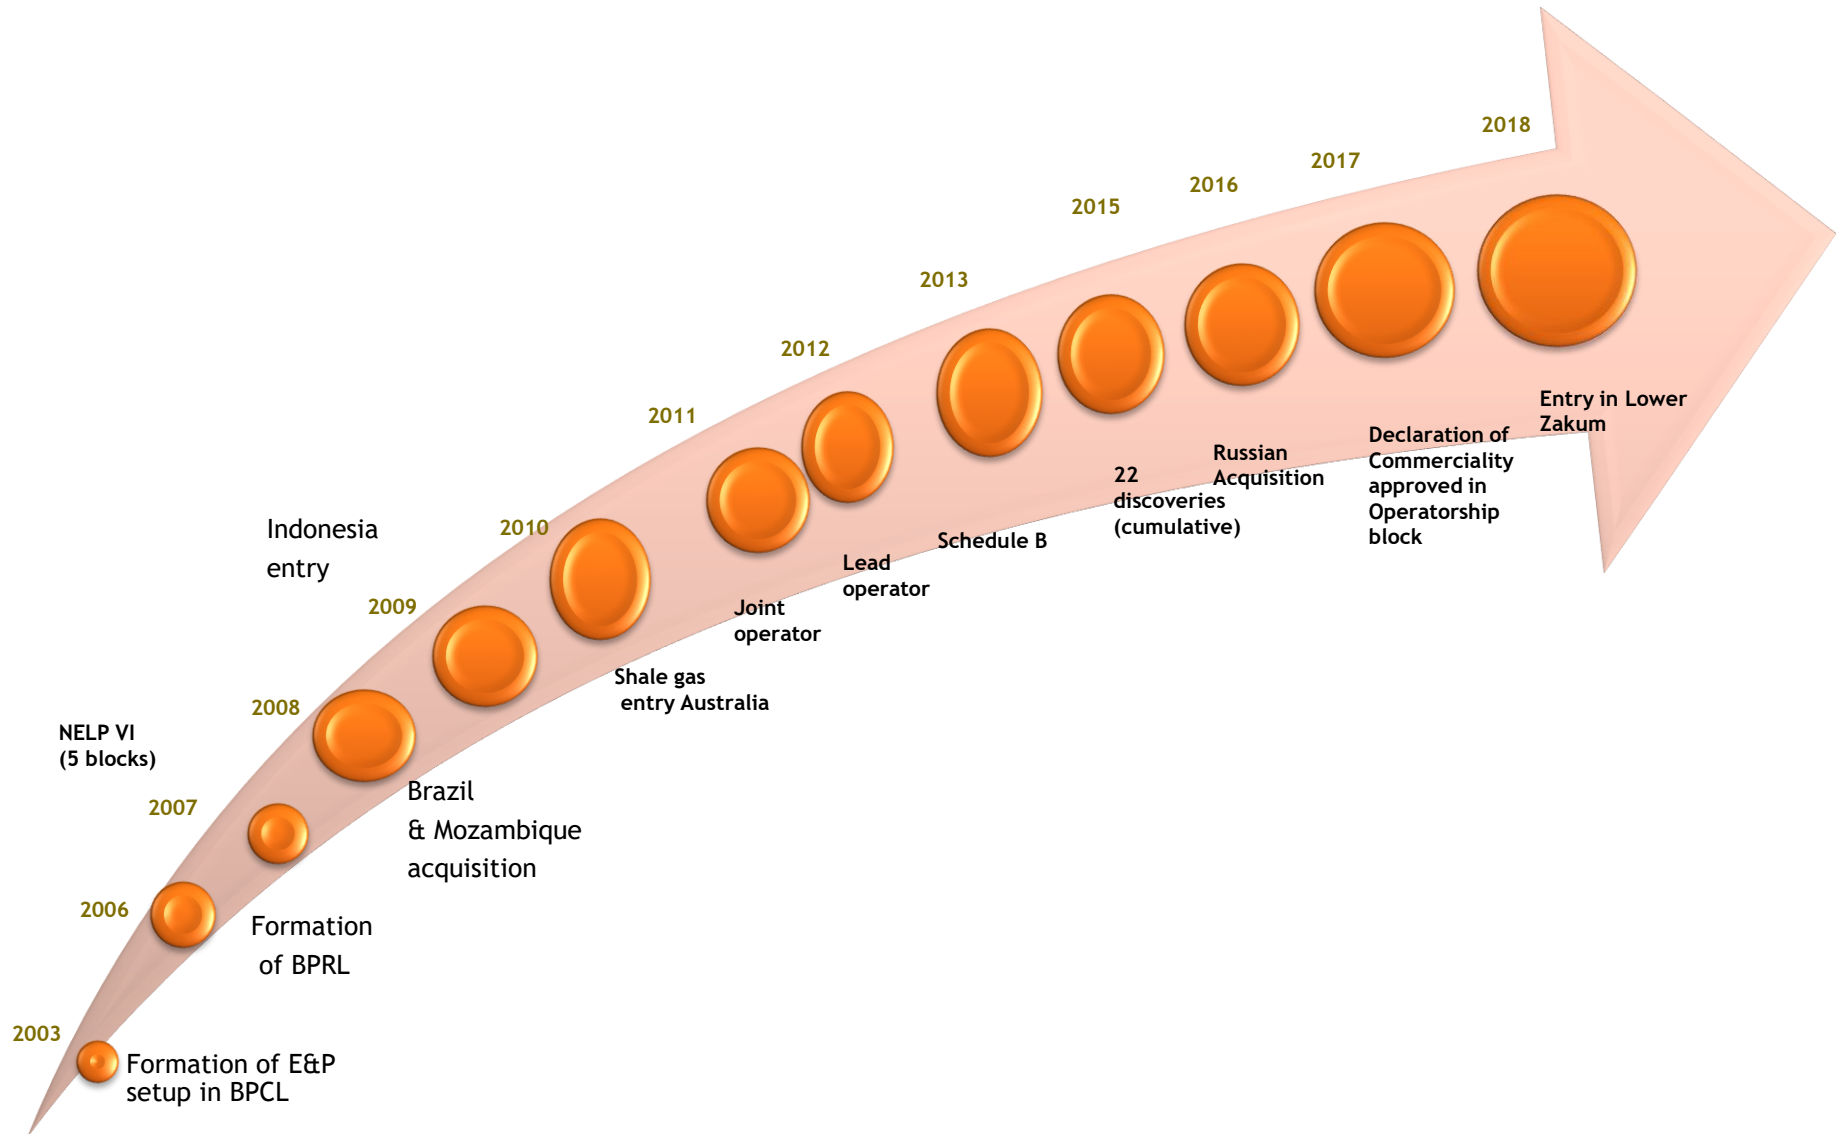 2003
Formation of E&P
setup in BPCL
2006
Formation
of BPRL
2007
NELP VI
(5 blocks)
2008
Brazil
& Mozambique
acquisition
2009
Indonesia
entry
2010
Shale gas
entry Australia
2011
Joint
operator
2012
Lead
operator
2013
Schedule B
2015
22
discoveries
(cumulative)
2016
Russian
Acquisition
2017
Declaration of
Commerciality
approved in
Operatorship
block
2018
Entry in Lower
Zakum